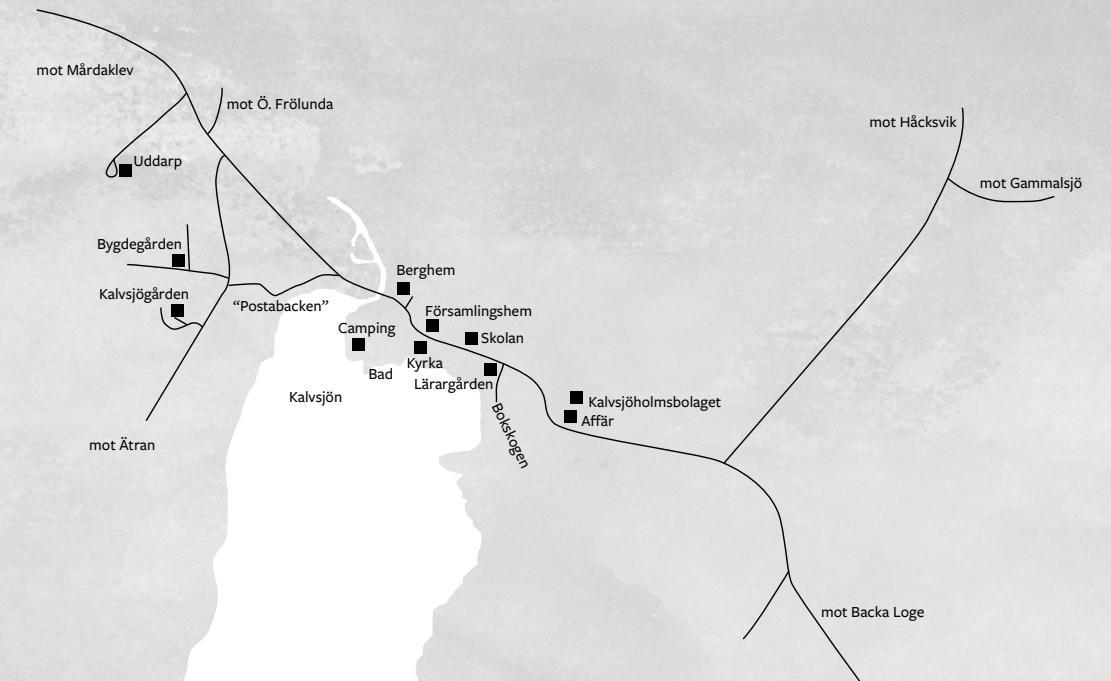 mot Mårdaklev
mot Ö. Frölunda
mot Håcksvik
Uddarp
mot Gammalsjö
Bygdegården
Berghem
Kalvsjögården
“Postabacken”
Församlingshem
Camping
Skolan
Kyrka
Bad
Lärargården
Kalvsjön
Kalvsjöholmsbolaget
Affär
Bokskogen
mot Ätran
mot Backa Loge